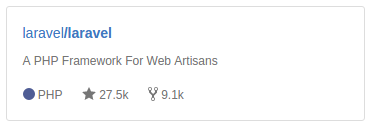 laravel/laravel
A PHP Framework For Web Artisans
PHP 27.5k 9.1k